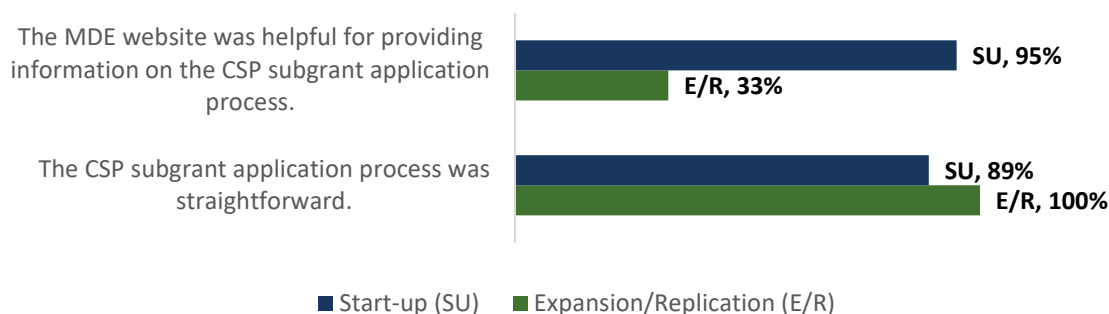 The MDE website was helpful for providing
information on the CSP subgrant application
process.
SU, 95%
E/R, 33%
The CSP subgrant application process was
straightforward.
SU, 89%
E/R, 100%
Start-up (SU)
Expansion/Replication (E/R)